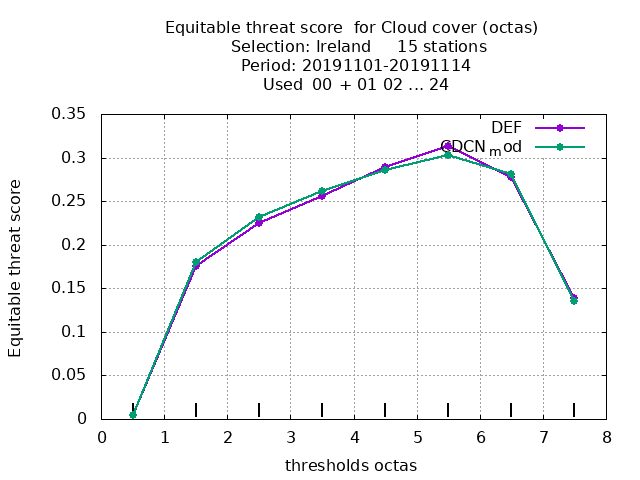 Equitable threat score  for Cloud cover (octas)
Selection: Ireland     15 stations
Period: 20191101-20191114
Used  00  + 01 02 ... 24
DEF
CDCN_mod
Equitable threat score
0.35
0.3
0.25
0.2
0.15
0.1
0.05
0
0 1 2 3 4 5 6 7 8
thresholds octas